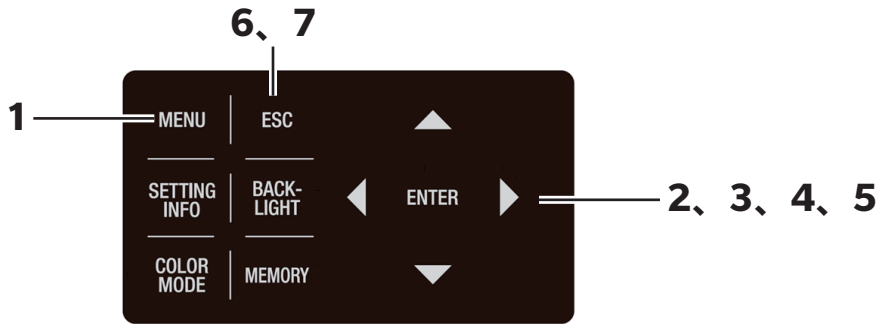 6、7
1
MENU
ESC
SETTING
INFO
BACK-
LIGHT
ENTER
2、3、4、5
COLOR
MODE
MEMORY